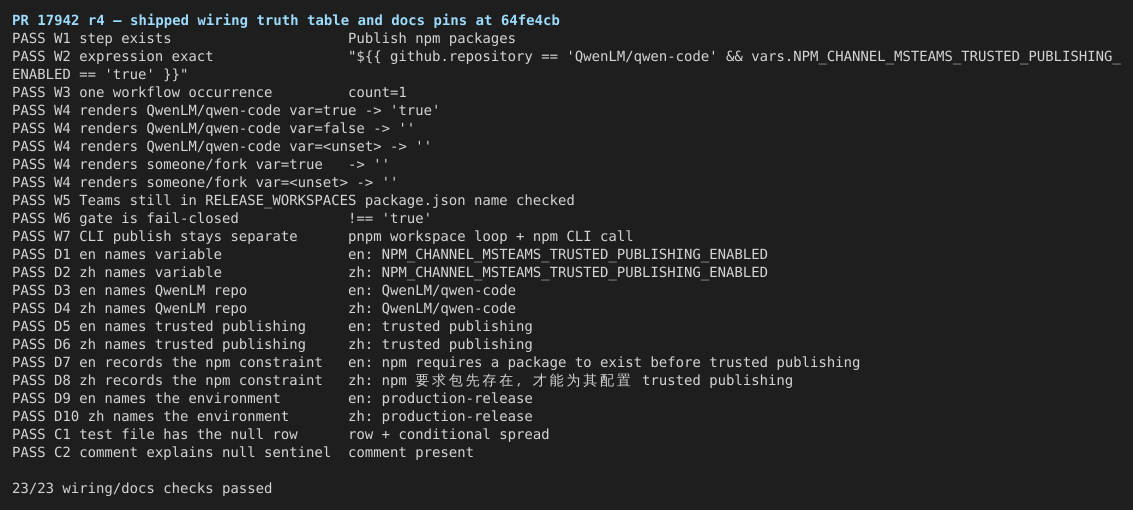 PR 17942 r4 — shipped wiring truth table and docs pins at 64fe4cb
PASS W1 step exists                     Publish npm packages
PASS W2 expression exact                "${{ github.repository == 'QwenLM/qwen-code' && vars.NPM_CHANNEL_MSTEAMS_TRUSTED_PUBLISHING_
ENABLED == 'true' }}"
PASS W3 one workflow occurrence         count=1
PASS W4 renders QwenLM/qwen-code var=true -> 'true'
PASS W4 renders QwenLM/qwen-code var=false -> ''
PASS W4 renders QwenLM/qwen-code var=<unset> -> ''
PASS W4 renders someone/fork var=true   -> ''
PASS W4 renders someone/fork var=<unset> -> ''
PASS W5 Teams still in RELEASE_WORKSPACES package.json name checked
PASS W6 gate is fail-closed             !== 'true'
PASS W7 CLI publish stays separate      pnpm workspace loop + npm CLI call
PASS D1 en names variable               en: NPM_CHANNEL_MSTEAMS_TRUSTED_PUBLISHING_ENABLED
PASS D2 zh names variable               zh: NPM_CHANNEL_MSTEAMS_TRUSTED_PUBLISHING_ENABLED
PASS D3 en names QwenLM repo            en: QwenLM/qwen-code
PASS D4 zh names QwenLM repo            zh: QwenLM/qwen-code
PASS D5 en names trusted publishing     en: trusted publishing
PASS D6 zh names trusted publishing     zh: trusted publishing
PASS D7 en records the npm constraint   en: npm requires a package to exist before trusted publishing
PASS D8 zh records the npm constraint   zh: npm 要求包先存在，才能为其配置 trusted publishing
PASS D9 en names the environment        en: production-release
PASS D10 zh names the environment       zh: production-release
PASS C1 test file has the null row      row + conditional spread
PASS C2 comment explains null sentinel  comment present
23/23 wiring/docs checks passed